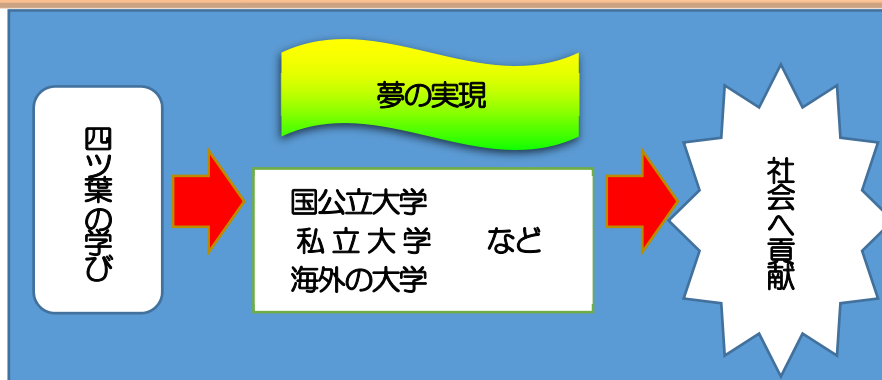 四ツ葉の学び
夢の実現
国公立大学
私立大学 など
海外の大学
社会へ貢献